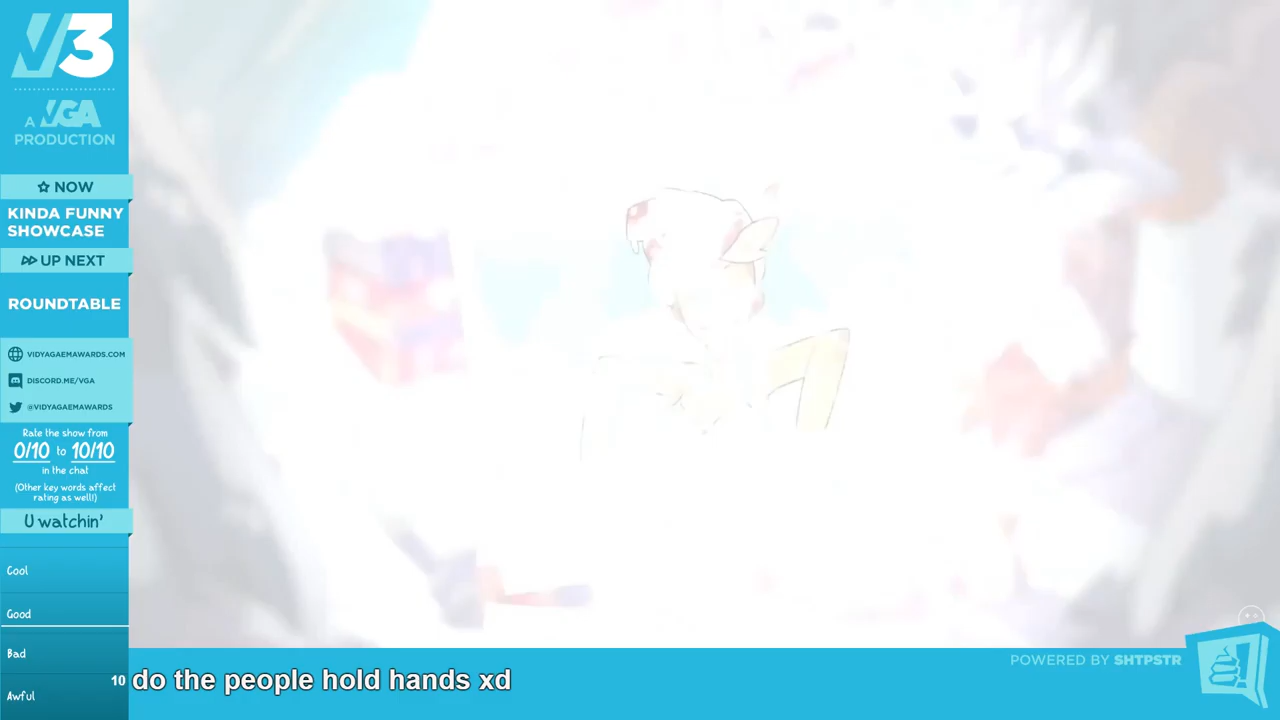 V3
A VGA
PRODUCTION
NOW
KINDA FUNNY
SHOWCASE
UP NEXT
ROUNDTABLE
VIDYAGAEMAWARDS.COM
DISCORD.ME/VGA
@VIDYAGAEMAWARDS
Rate the show from
0/10 to 10/10
in the chat
(Other key words affect
rating as well!)
U watchin'
Cool
Good
Bad
Awful
10 do the people hold hands xd
POWERED BY SHTPSTR